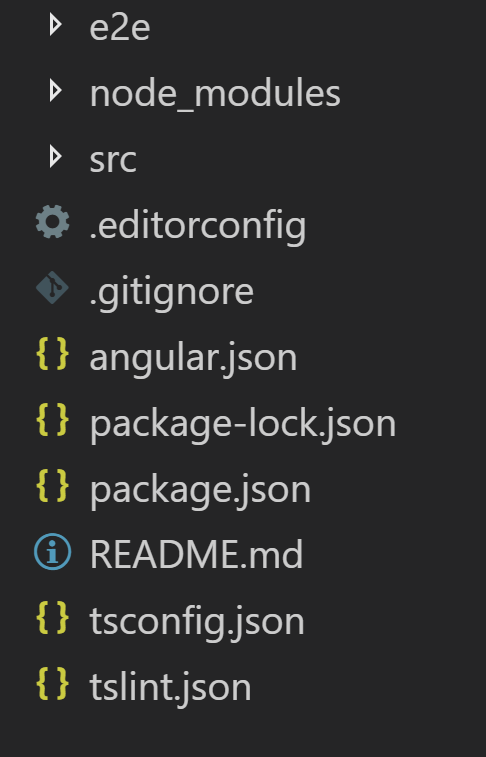 e2e
node_modules
src
.editorconfig
.gitignore
angular.json
package-lock.json
package.json
README.md
tsconfig.json
tslint.json